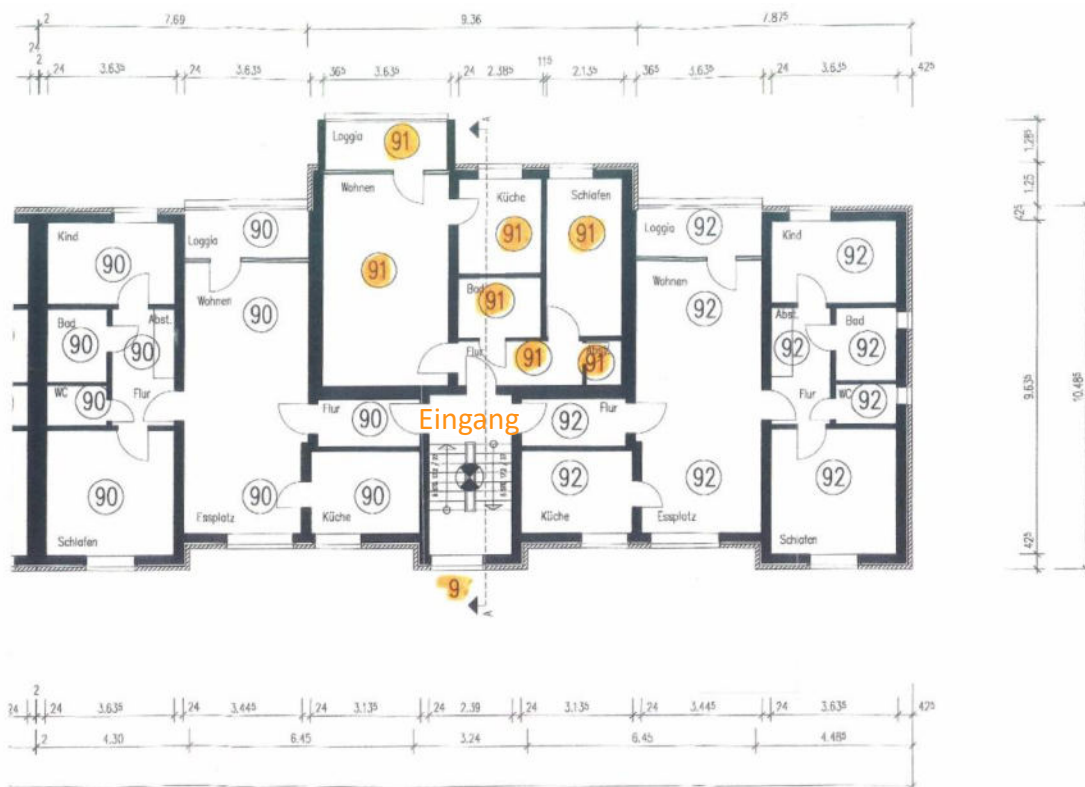 2 7.69 9.36 7.87⁵
24
2 24 3.63⁵ 24 3.63⁵ 36⁵ 3.63⁵ 24 2.38⁵ 11⁵ 2.13⁵ 36⁵ 3.63⁵ 24 3.63⁵ 42⁵
Loggia 91 A
1.28⁵
1.25
42⁵
Wohnen Küche Schlafen
91 91 91
Kind 90 Loggia 90 Loggia 92 Kind 92
Wohnen 90 91 Wohnen 92
Bad 90 Abst. 90 Bad 91 Abst. 92 Bad 92
9.63⁵
10.48⁵
Flur 91 Abst. 91
WC 90 Flur Flur 92 WC
Flur 90 Eingang 92 Flur
90 Essplatz 90 Küche 90 92 Küche 92 Essplatz 92
Schlafen Schlafen
42⁵
9 A
2
24 24 3.63⁵ 24 3.44⁵ 24 3.13⁵ 24 2.39 24 3.13⁵ 24 3.44⁵ 24 3.63⁵ 42⁵
2 4.30 6.45 3.24 6.45 4.48⁵